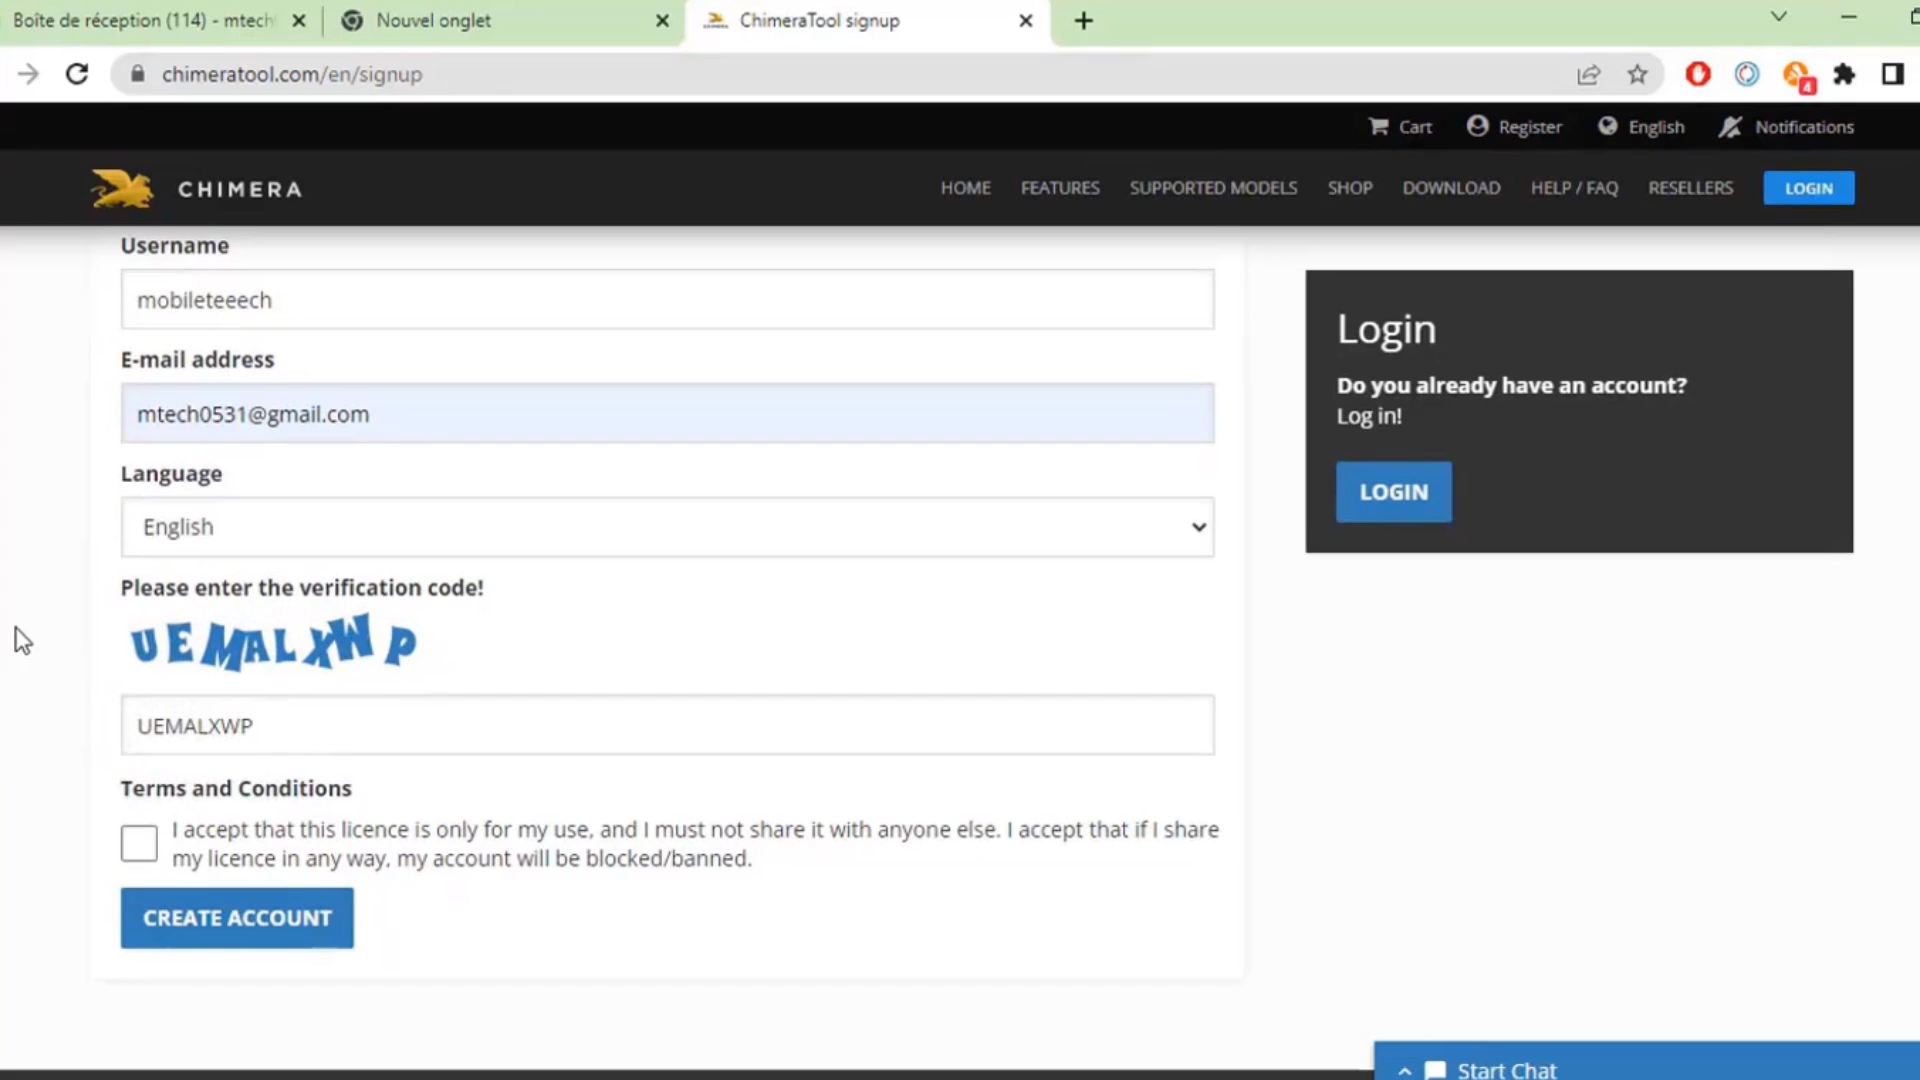 Boîte de réception (114) - mtech
Nouvel onglet
ChimeraTool signup
chimeratool.com/en/signup
4
Cart
Register
English
Notifications
CHIMERA
HOME
FEATURES
SUPPORTED MODELS
SHOP
DOWNLOAD
HELP / FAQ
RESELLERS
LOGIN
Username
mobileteeech
E-mail address
mtech0531@gmail.com
Language
English
Please enter the verification code!
UEMALXWP
UEMALXWP
Terms and Conditions
I accept that this licence is only for my use, and I must not share it with anyone else. I accept that if I share
my licence in any way, my account will be blocked/banned.
CREATE ACCOUNT
Login
Do you already have an account?
Log in!
LOGIN
Start Chat